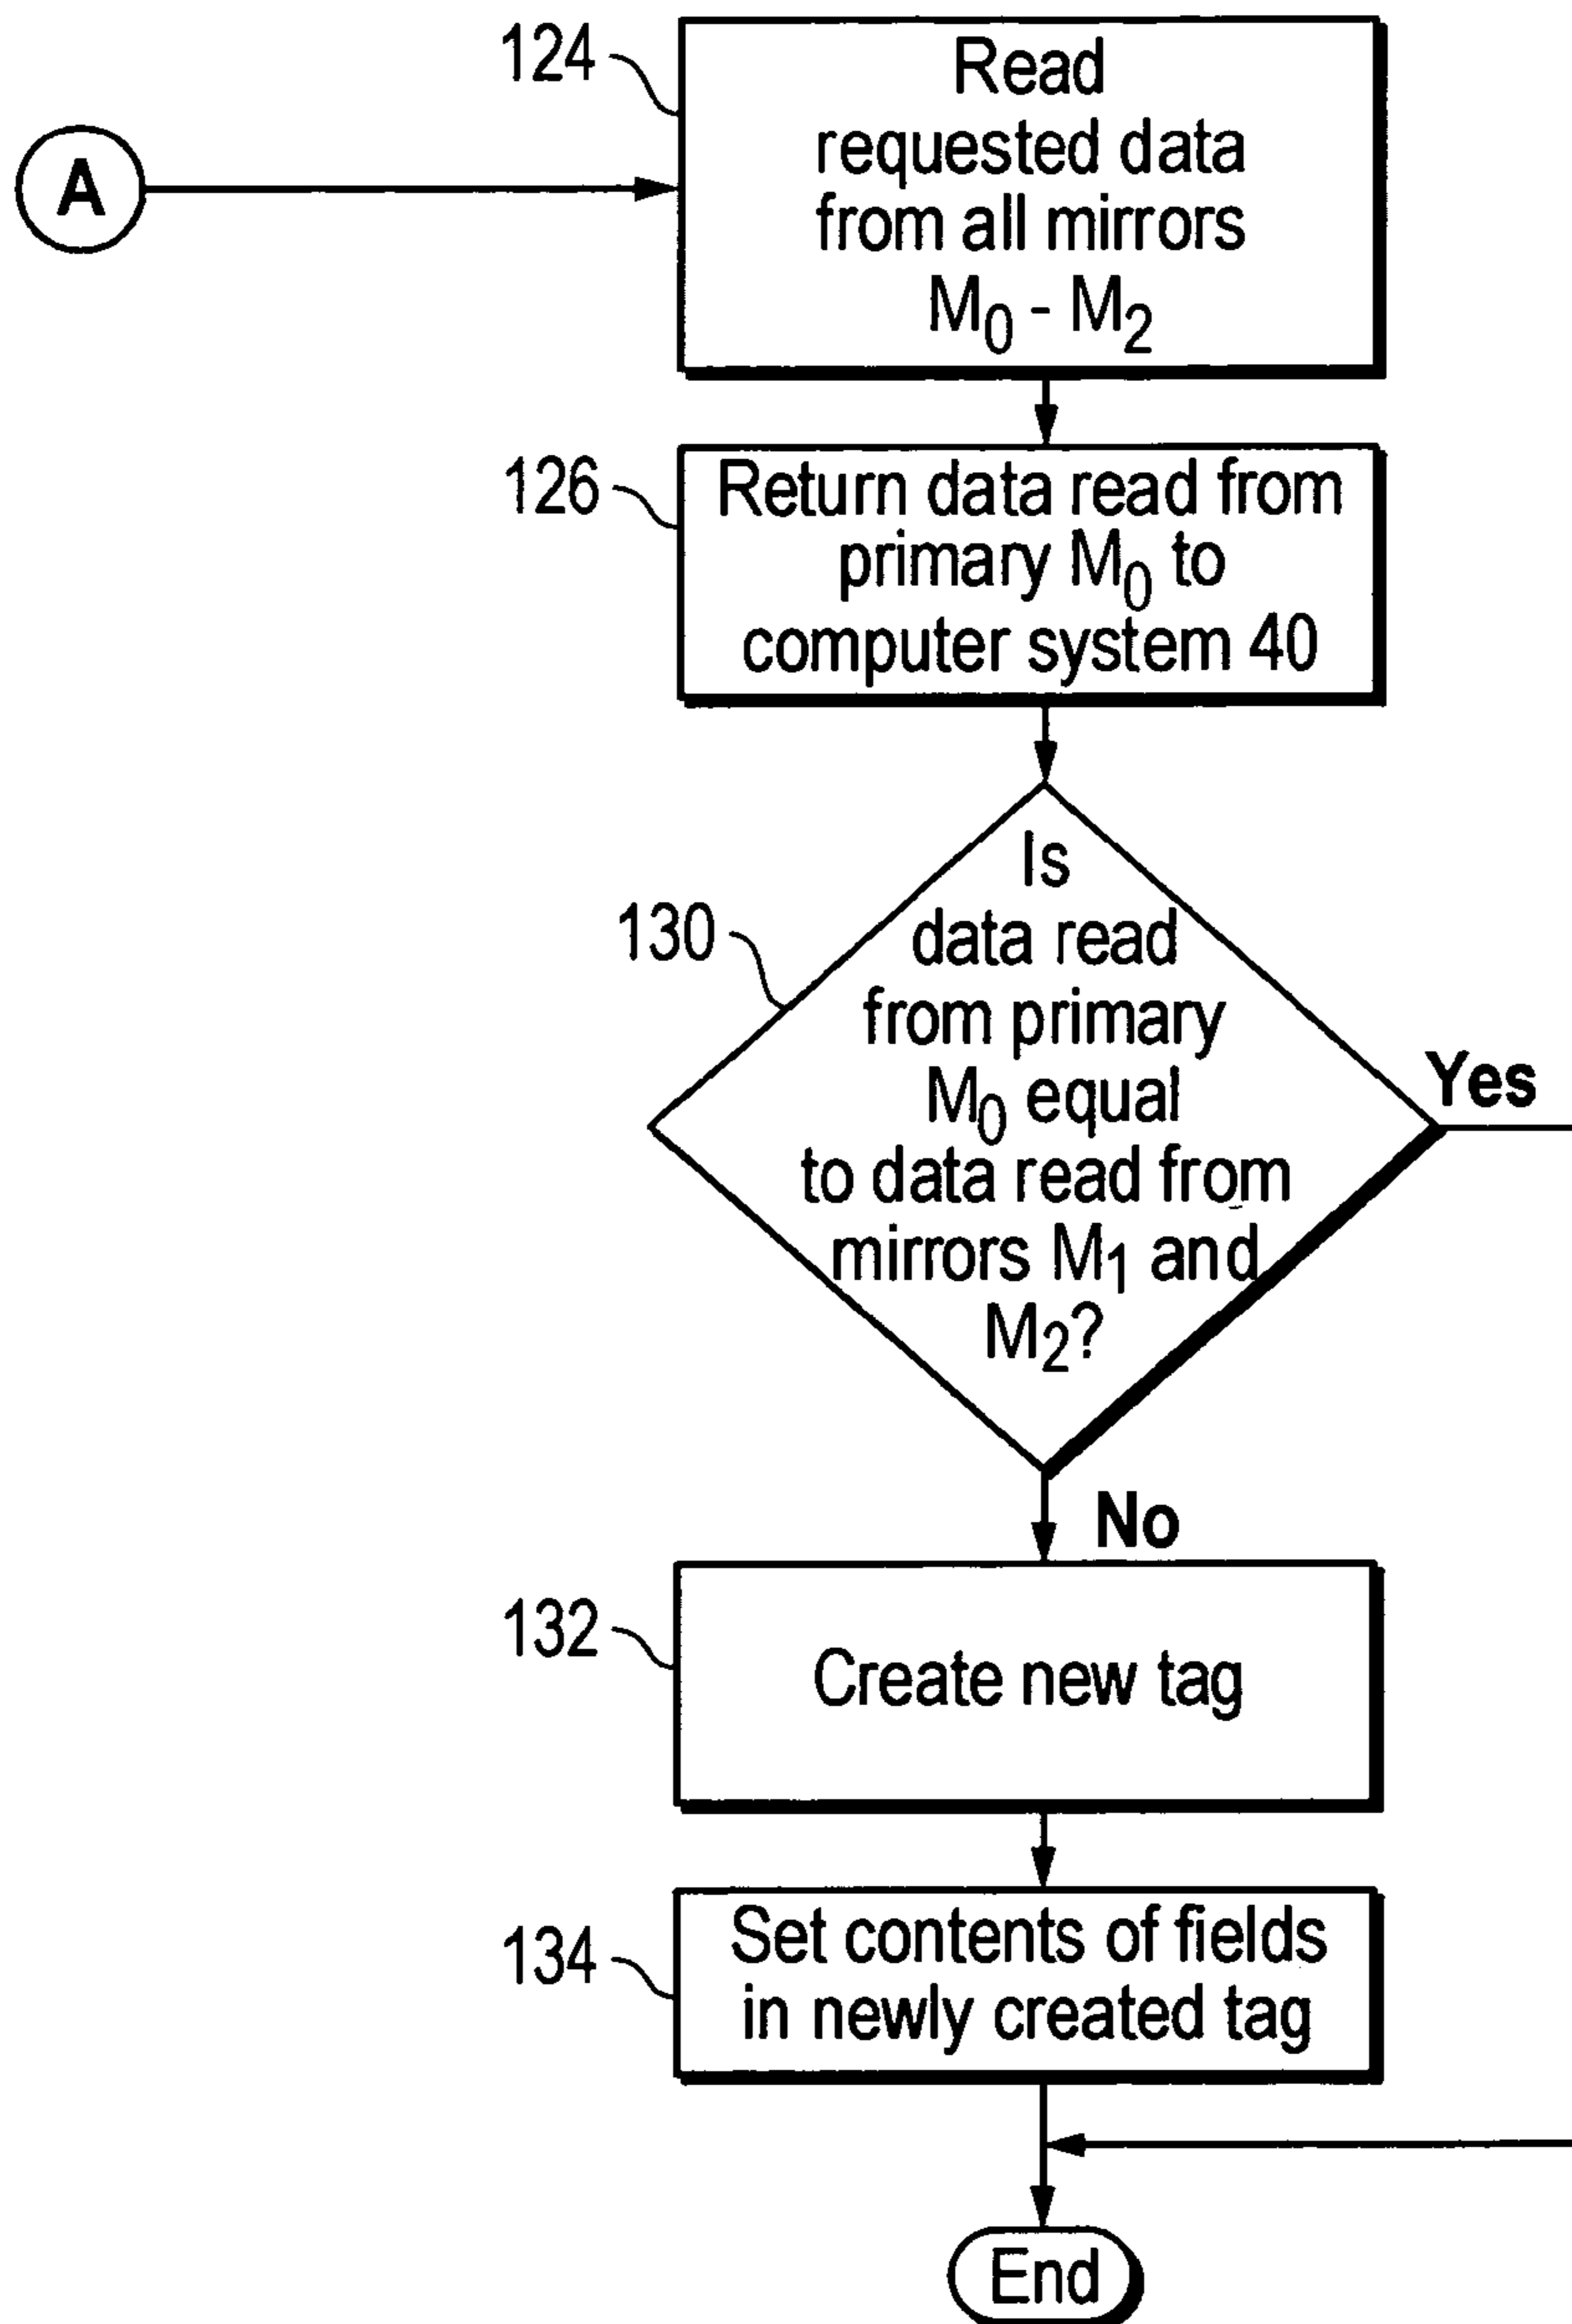 124
Read
requested data
from all mirrors
M0 - M2
A
126
Return data read from
primary M0 to
computer system 40
130
Is
data read
from primary
M0 equal
to data read from
mirrors M1 and
M2?
Yes
No
132
Create new tag
134
Set contents of fields
in newly created tag
End